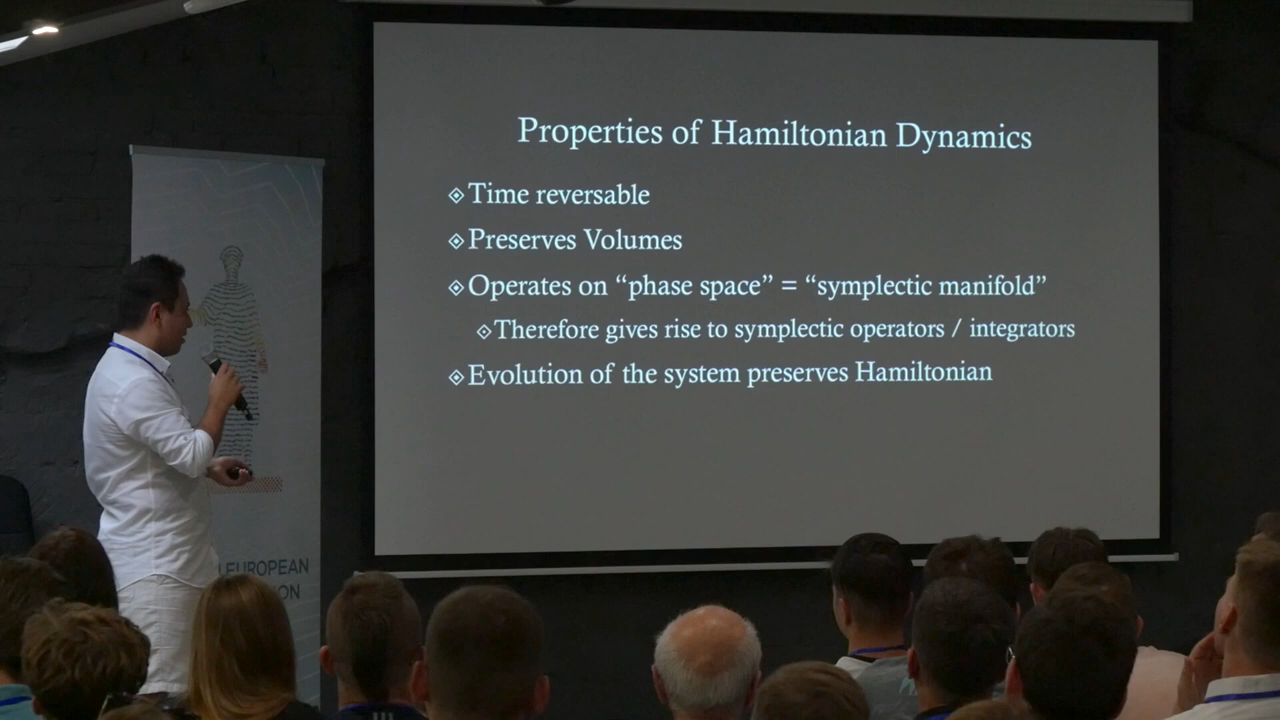 Properties of Hamiltonian Dynamics
Time reversable
Preserves Volumes
Operates on “phase space” = “symplectic manifold”
Therefore gives rise to symplectic operators / integrators
Evolution of the system preserves Hamiltonian
EUROPEAN